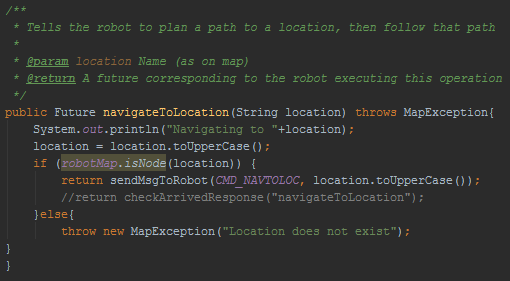 /**
 * Tells the robot to plan a path to a location, then follow that path
 *
 * @param location Name (as on map)
 * @return A future corresponding to the robot executing this operation
 */
public Future navigateToLocation(String location) throws MapException{
    System.out.println("Navigating to "+location);
    location = location.toUpperCase();
    if (robotMap.isNode(location)) {
        return sendMsgToRobot(CMD_NAVTOLOC, location.toUpperCase());
        //return checkArrivedResponse("navigateToLocation");
    }else{
        throw new MapException("Location does not exist");
}
}